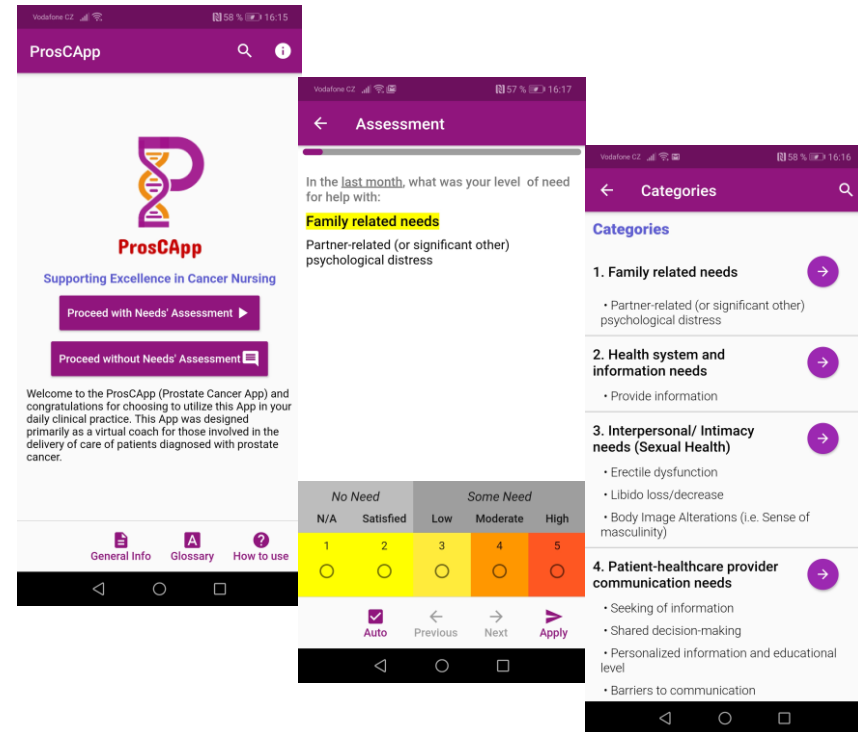 Vodafone CZ 58 % 16:15
ProsCApp
ProsCApp
Supporting Excellence in Cancer Nursing
Proceed with Needs' Assessment
Proceed without Needs' Assessment
Welcome to the ProsCApp (Prostate Cancer App) and
congratulations for choosing to utilize this App in your
daily clinical practice. This App was designed
primarily as a virtual coach for those involved in the
delivery of care of patients diagnosed with prostate
cancer.
General Info Glossary How to use
Vodafone CZ 57 % 16:17
Assessment
In the last month, what was your level of need
for help with:
Family related needs
Partner-related (or significant other)
psychological distress
No Need Some Need
N/A Satisfied Low Moderate High
1 2 3 4 5
Auto Previous Next Apply
Vodafone CZ 58 % 16:16
Categories
Categories
1. Family related needs
• Partner-related (or significant other)
psychological distress
2. Health system and
information needs
• Provide information
3. Interpersonal/ Intimacy
needs (Sexual Health)
• Erectile dysfunction
• Libido loss/decrease
• Body Image Alterations (i.e. Sense of
masculinity)
4. Patient-healthcare provider
communication needs
• Seeking of information
• Shared decision-making
• Personalized information and educational
level
• Barriers to communication